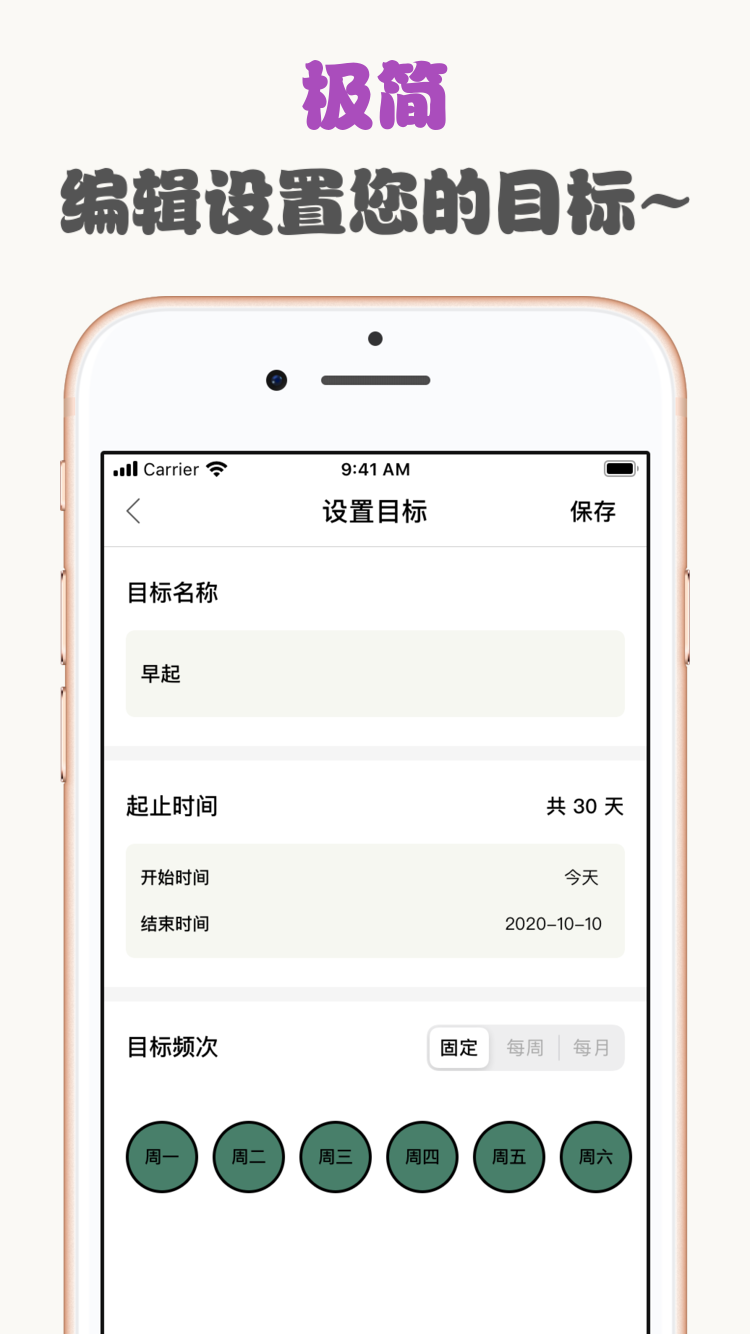 极简
编辑设置您的目标~
Carrier 9:41 AM
设置目标 保存
目标名称
早起
起止时间 共 30 天
开始时间 今天
结束时间 2020-10-10
目标频次 固定 每周 每月
周一 周二 周三 周四 周五 周六